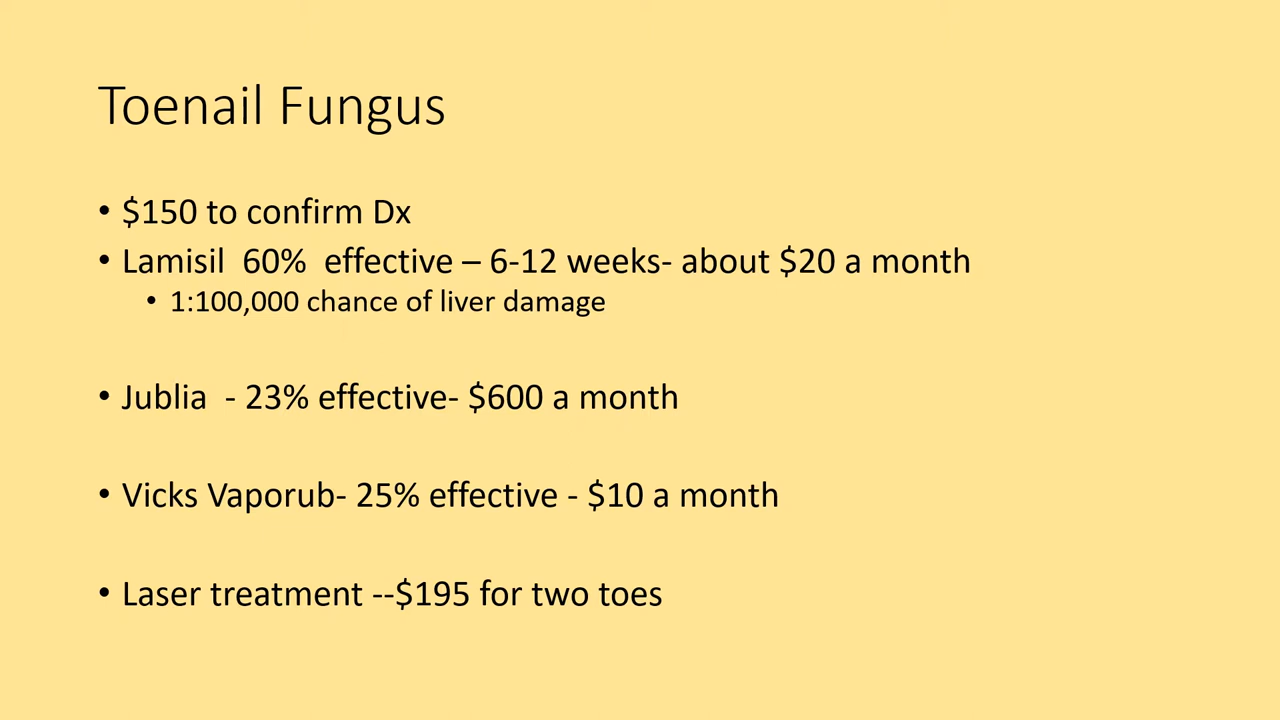 Toenail Fungus
• $150 to confirm Dx
• Lamisil  60%  effective – 6-12 weeks- about $20 a month
• 1:100,000 chance of liver damage
• Jublia  - 23% effective- $600 a month
• Vicks Vaporub- 25% effective - $10 a month
• Laser treatment --$195 for two toes